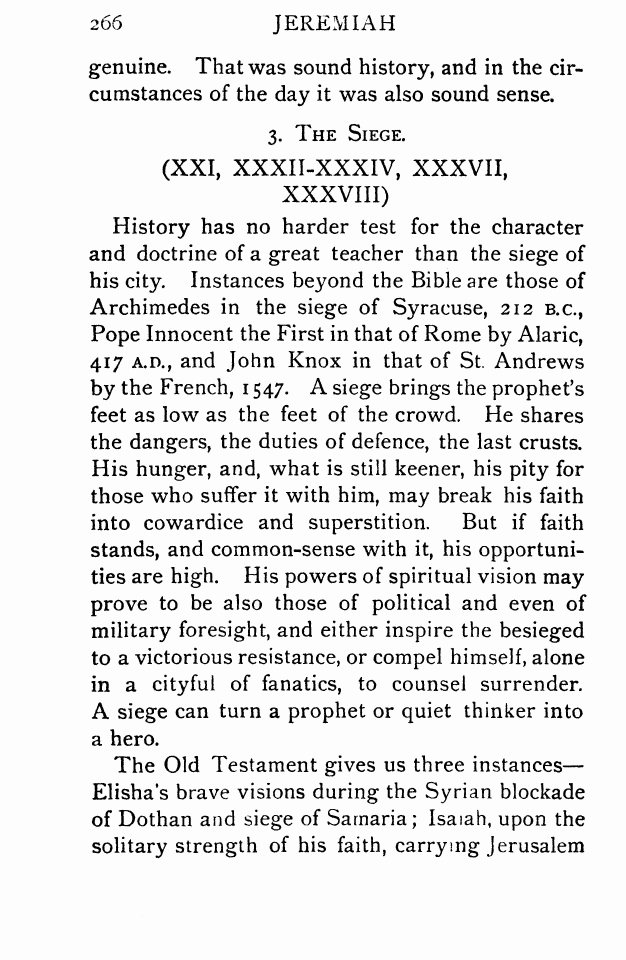 266 JEREMIAH
genuine. That was sound history, and in the cir-
cumstances of the day it was also sound sense.
3. THE SIEGE.
(XXI, XXXII-XXXIV, XXXVII,
XXXVIII)
History has no harder test for the character
and doctrine of a great teacher than the siege of
his city. Instances beyond the Bible are those of
Archimedes in the siege of Syracuse, 212 B.C.,
Pope Innocent the First in that of Rome by Alaric,
417 A.D., and John Knox in that of St. Andrews
by the French, 1547. A siege brings the prophet's
feet as low as the feet of the crowd. He shares
the dangers, the duties of defence, the last crusts.
His hunger, and, what is still keener, his pity for
those who suffer it with him, may break his faith
into cowardice and superstition. But if faith
stands, and common-sense with it, his opportuni-
ties are high. His powers of spiritual vision may
prove to be also those of political and even of
military foresight, and either inspire the besieged
to a victorious resistance, or compel himself, alone
in a cityful of fanatics, to counsel surrender.
A siege can turn a prophet or quiet thinker into
a hero.
The Old Testament gives us three instances—
Elisha's brave visions during the Syrian blockade
of Dothan and siege of Samaria; Isaiah, upon the
solitary strength of his faith, carrying Jerusalem